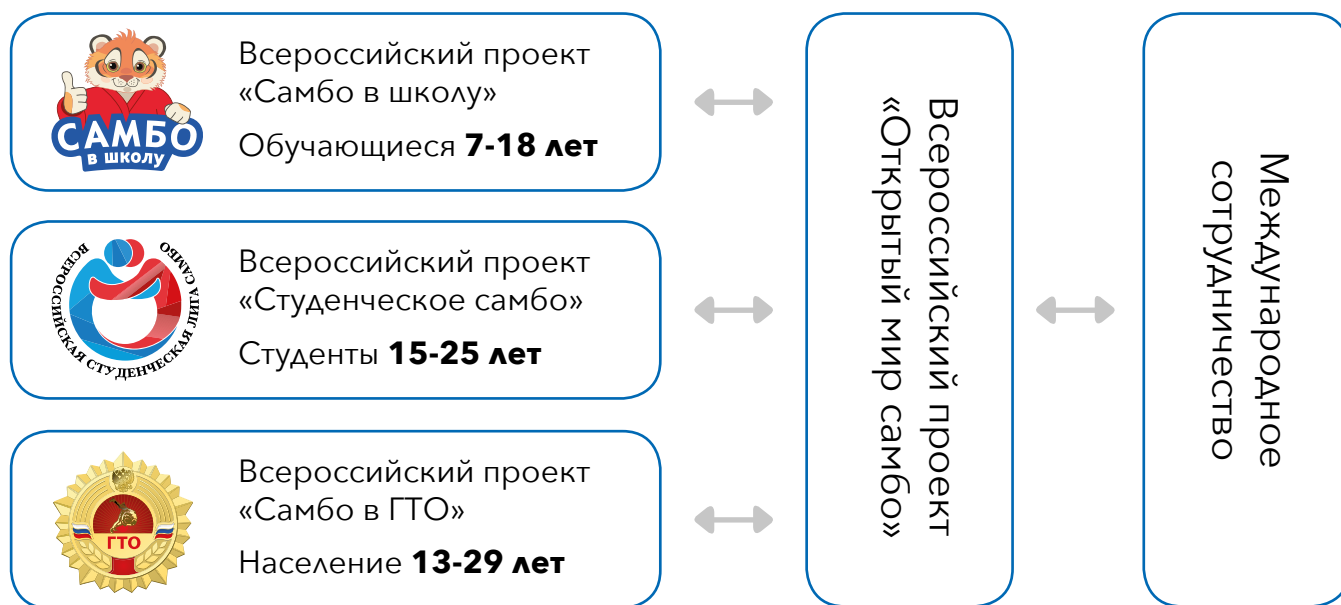 САМБО
В ШКОЛУ
Всероссийский проект
«Самбо в школу»
Обучающиеся 7-18 лет
ВСЕРОССИЙСКАЯ СТУДЕНЧЕСКАЯ ЛИГА САМБО
Всероссийский проект
«Студенческое самбо»
Студенты 15-25 лет
ГТО
Всероссийский проект
«Самбо в ГТО»
Население 13-29 лет
Всероссийский проект
«Открытый мир самбо»
Международное
сотрудничество